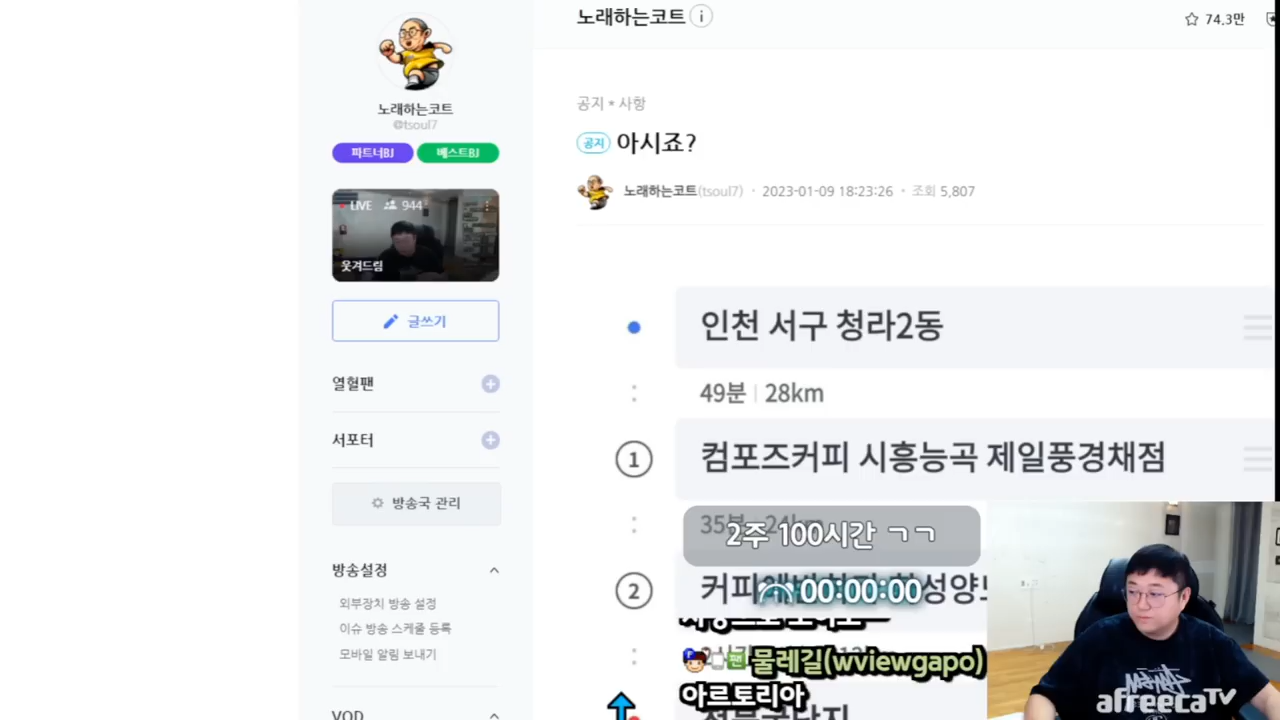 노래하는코트
74.3만
노래하는코트
@tsoul7
파트너BJ 베스트BJ
LIVE 944
웃겨드림
글쓰기
열혈팬
서포터
방송국 관리
방송설정
외부장치 방송 설정
이슈 방송 스케줄 등록
모바일 알림 보내기
VOD
공지 * 사항
공지 아시죠?
노래하는코트(tsoul7) · 2023-01-09 18:23:26 · 조회 5,807
인천 서구 청라2동
49분 | 28km
1 컴포즈커피 시흥능곡 제일풍경채점
35분 24km
2주 100시간 ㄱㄱ
2 커피
00:00:00
팬 물레길(wviewgapo)
아르토리아
afreecaTV